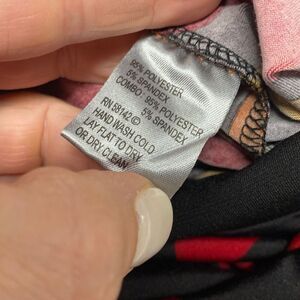 95% POLYESTER
5% SPANDEX
COMBO: 95% POLYESTER
5% SPANDEX
RN 58142 ©
HAND WASH COLD
LAY FLAT TO DRY
OR DRY CLEAN